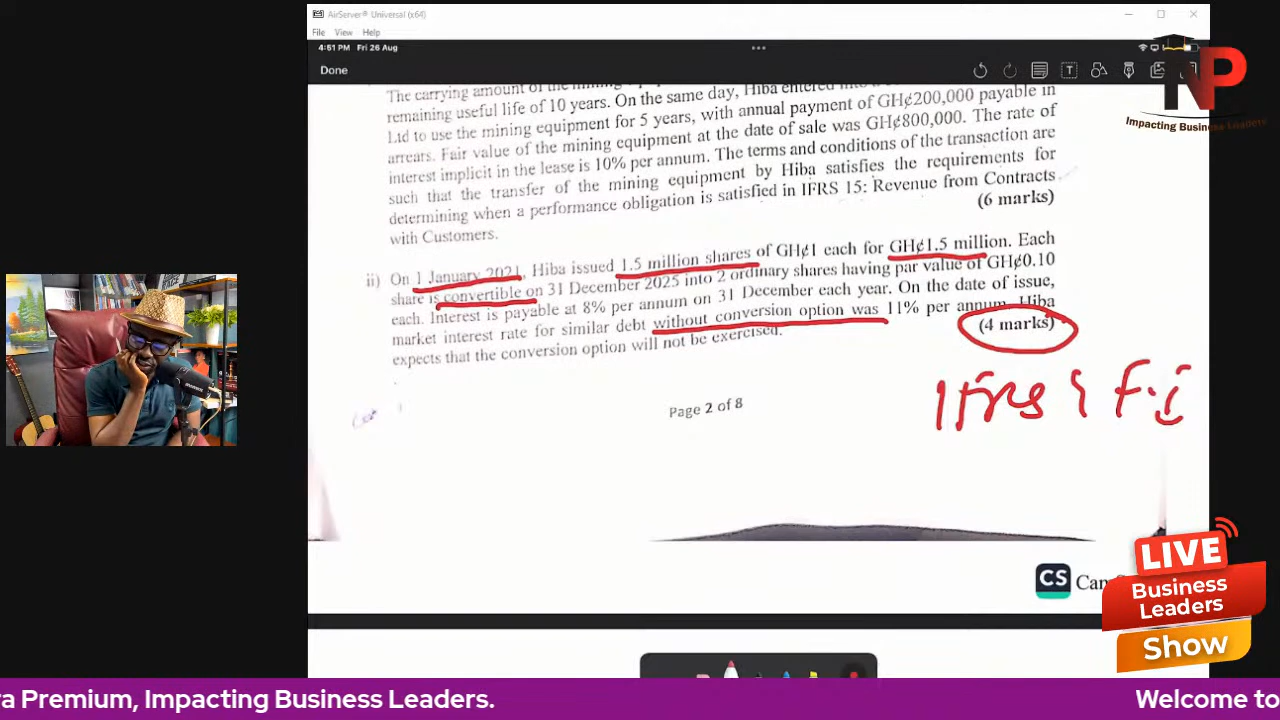 AirServer® Universal (x64)
File View Help
4:51 PM Fri 26 Aug
Done
The carrying amount of the mining
remaining useful life of 10 years. On the same day, Hiba entered
Ltd to use the mining equipment for 5 years, with annual payment of GH¢200,000 payable in
arrears. Fair value of the mining equipment at the date of sale was GH¢800,000. The rate of
interest implicit in the lease is 10% per annum. The terms and conditions of the transaction are
such that the transfer of the mining equipment by Hiba satisfies the requirements for
determining when a performance obligation is satisfied in IFRS 15: Revenue from Contracts
with Customers.
(6 marks)
ii) On 1 January 2021, Hiba issued 1.5 million shares of GH¢1 each for GH¢1.5 million. Each
share is convertible on 31 December 2025 into 2 ordinary shares having par value of GH¢0.10
each. Interest is payable at 8% per annum on 31 December each year. On the date of issue,
market interest rate for similar debt without conversion option was 11% per annum. Hiba
expects that the conversion option will not be exercised.
(4 marks)
Page 2 of 8
CS
NP
Impacting Business Leaders
LIVE
Business
Leaders
Show
ra Premium, Impacting Business Leaders.
Welcome to